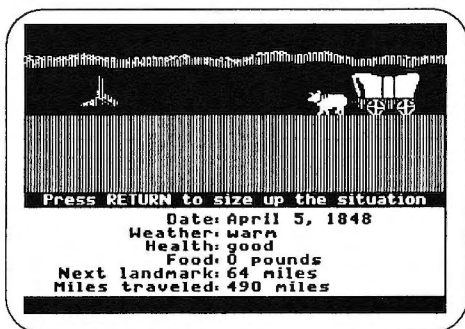 Press RETURN to size up the situation
Date: April 5, 1848
Weather: warm
Health: good
Food: 0 pounds
Next landmark: 64 miles
Miles traveled: 490 miles